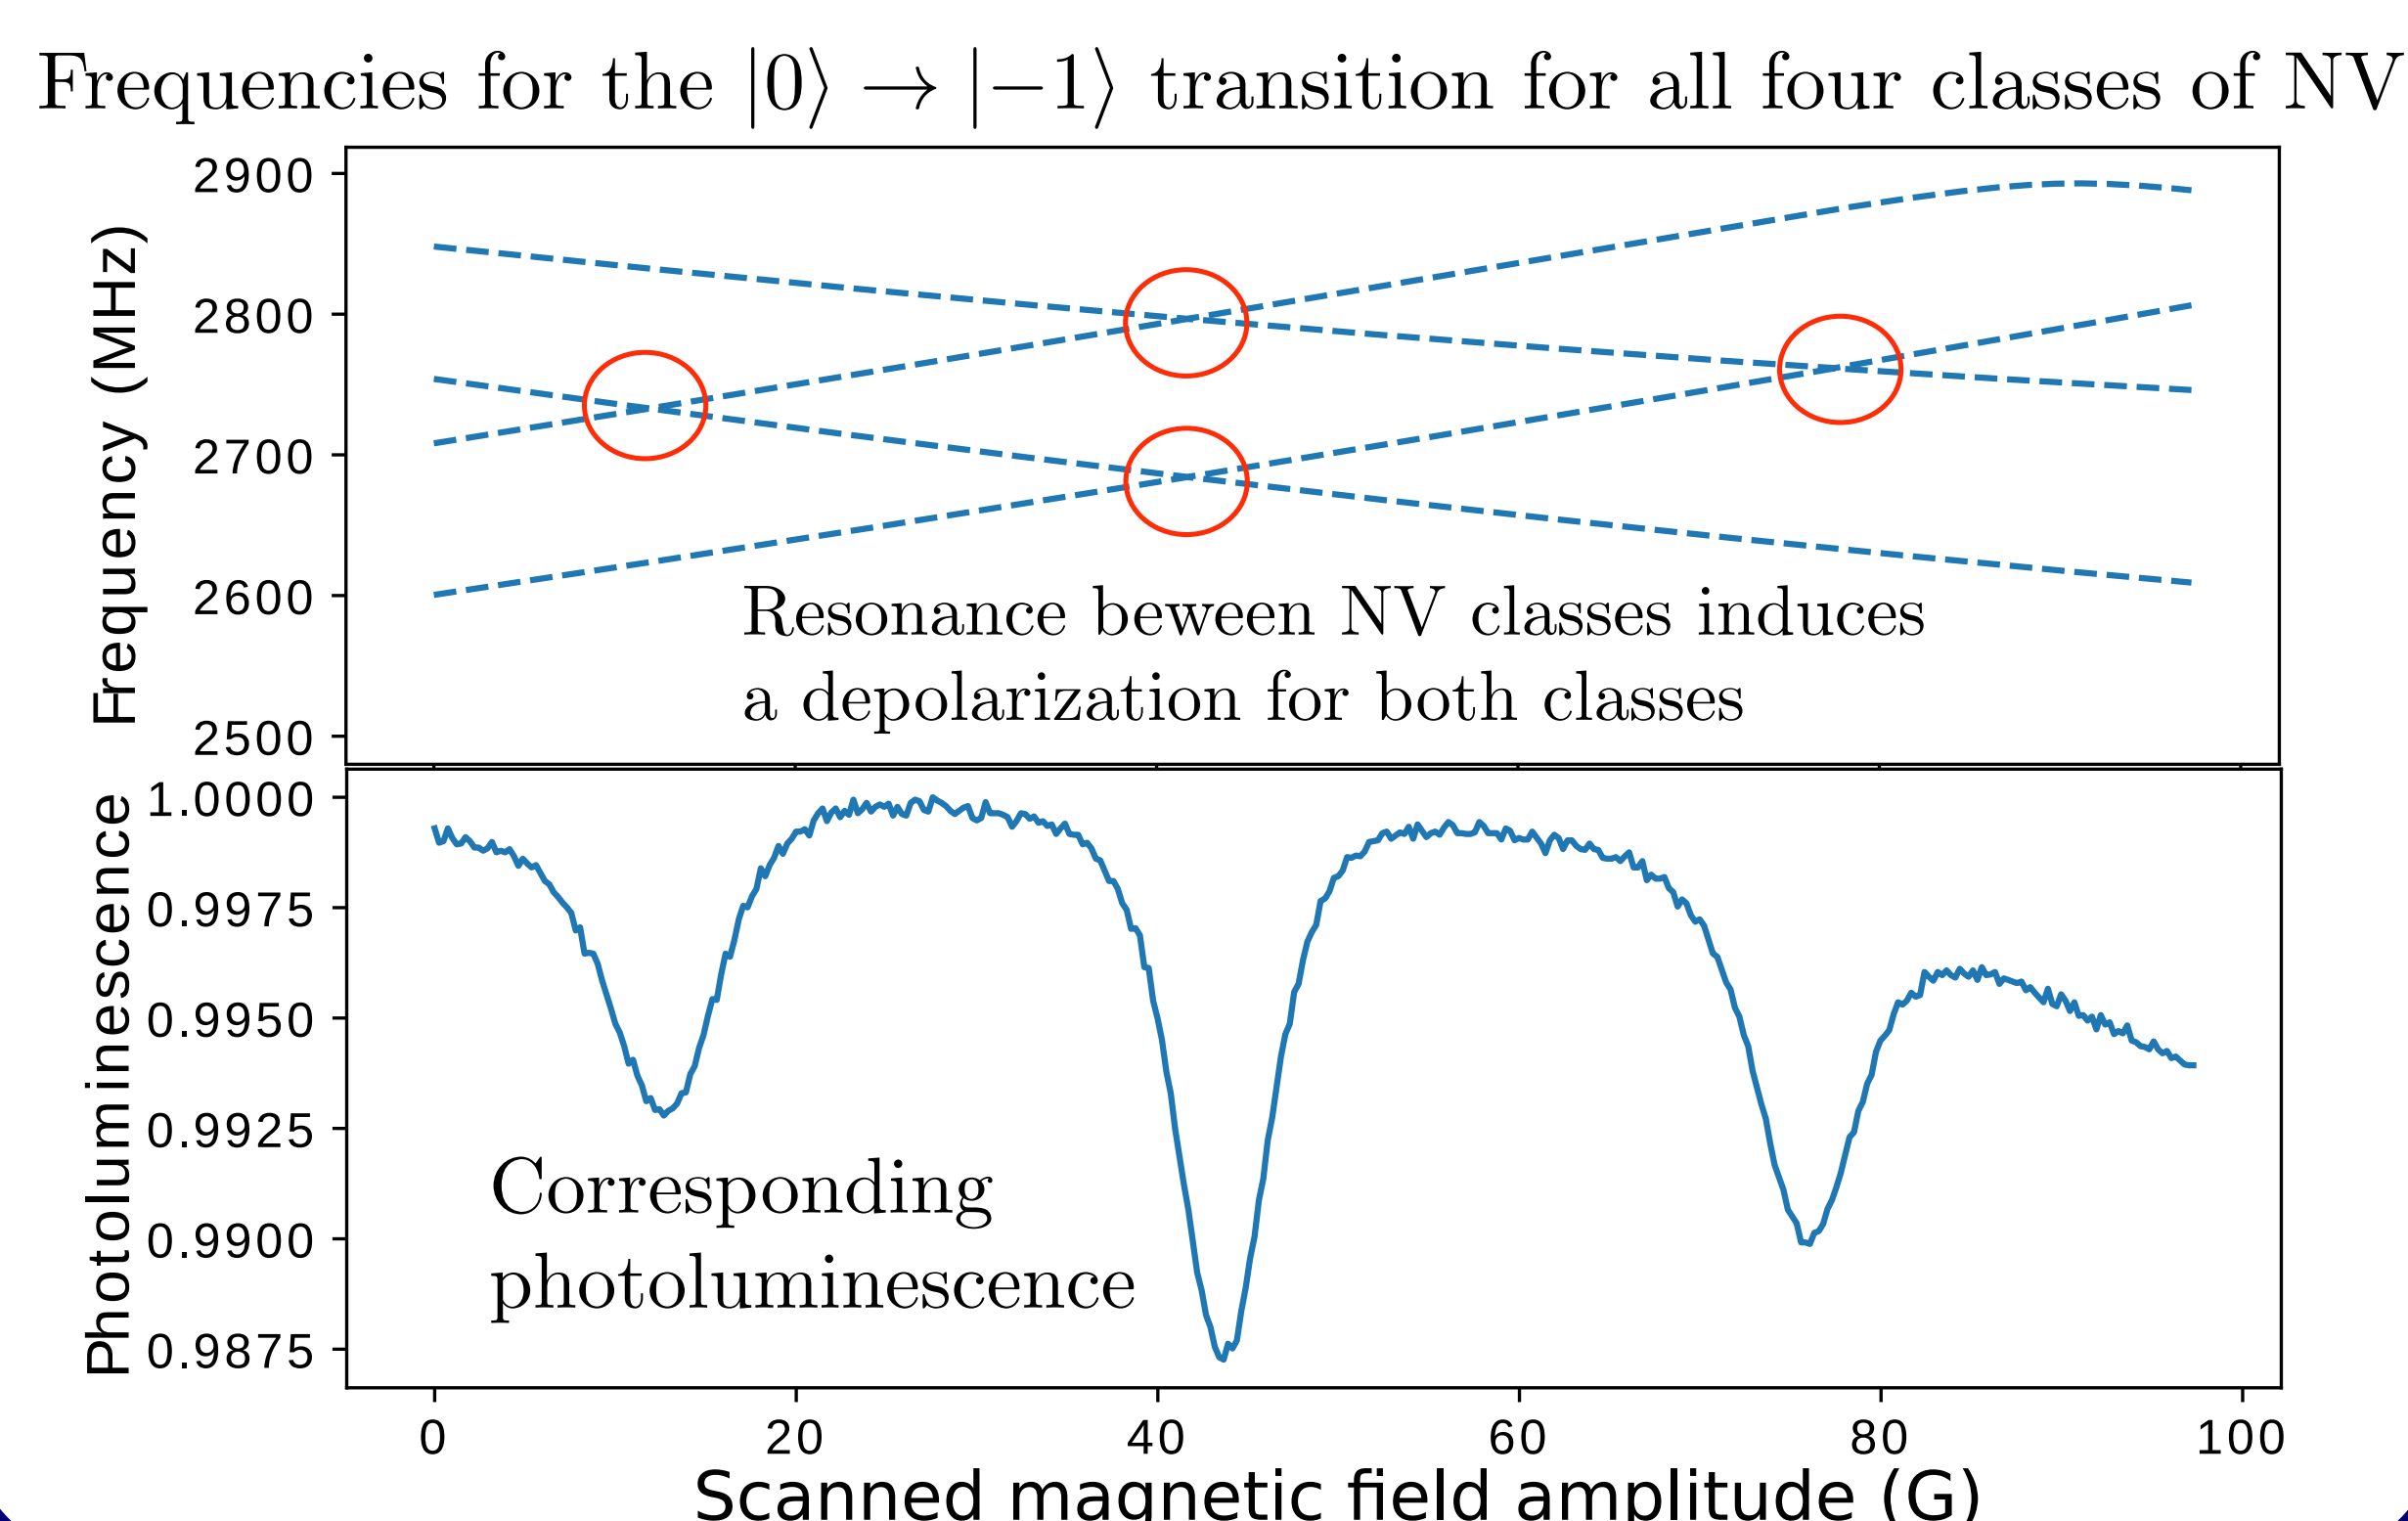 Frequencies for the |0⟩ → |−1⟩ transition for all four classes of NV
Frequency (MHz)
2900
2800
2700
2600
2500
Resonance beween NV classes induces
a depolarization for both classes
Photoluminescence
1.0000
0.9975
0.9950
0.9925
0.9900
0.9875
Corresponding
photoluminescence
0 20 40 60 80 100
Scanned magnetic field amplitude (G)